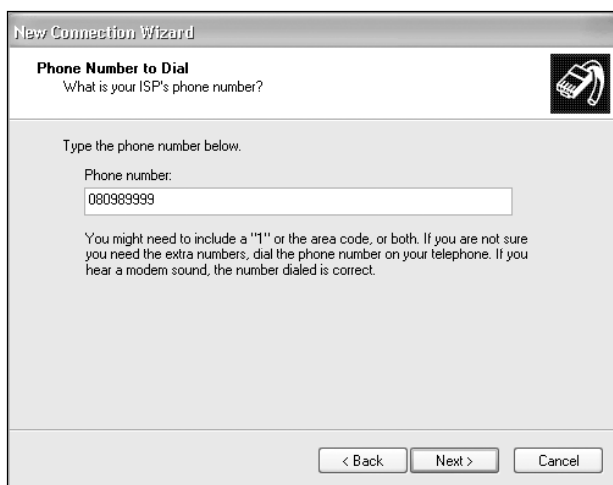 New Connection Wizard
Phone Number to Dial
What is your ISP's phone number?
Type the phone number below.
Phone number:
080989999
You might need to include a "1" or the area code, or both. If you are not sure
you need the extra numbers, dial the phone number on your telephone. If you
hear a modem sound, the number dialed is correct.
< Back
Next >
Cancel